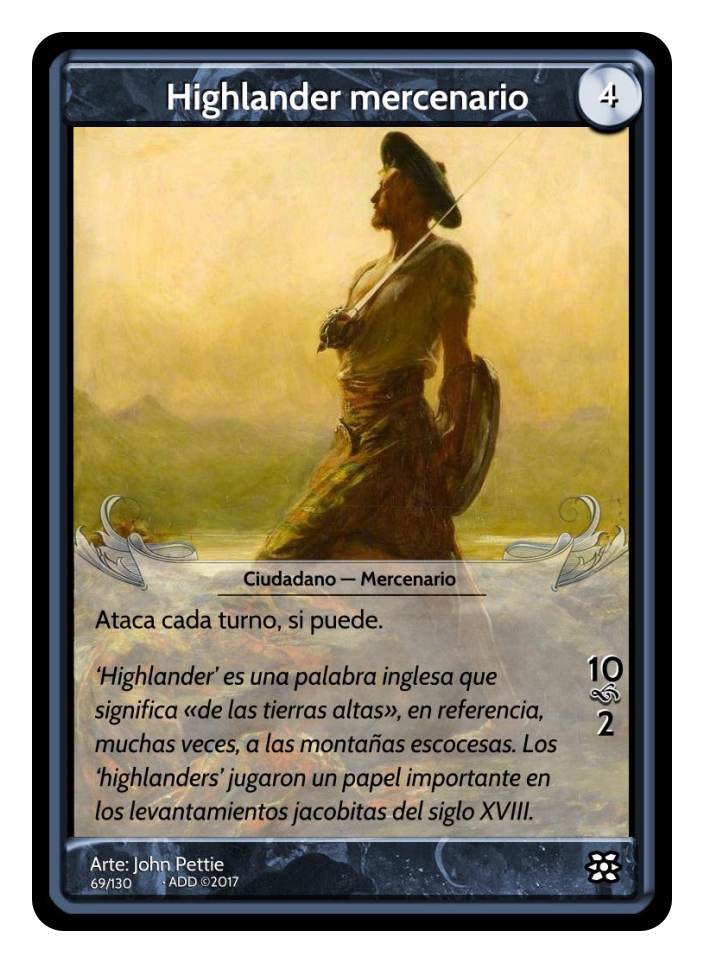 Highlander mercenario
4
Ciudadano — Mercenario
Ataca cada turno, si puede.
‘Highlander’ es una palabra inglesa que
significa «de las tierras altas», en referencia,
muchas veces, a las montañas escocesas. Los
‘highlanders’ jugaron un papel importante en
los levantamientos jacobitas del siglo XVIII.
10
2
Arte: John Pettie
69/130 · ADD ©2017